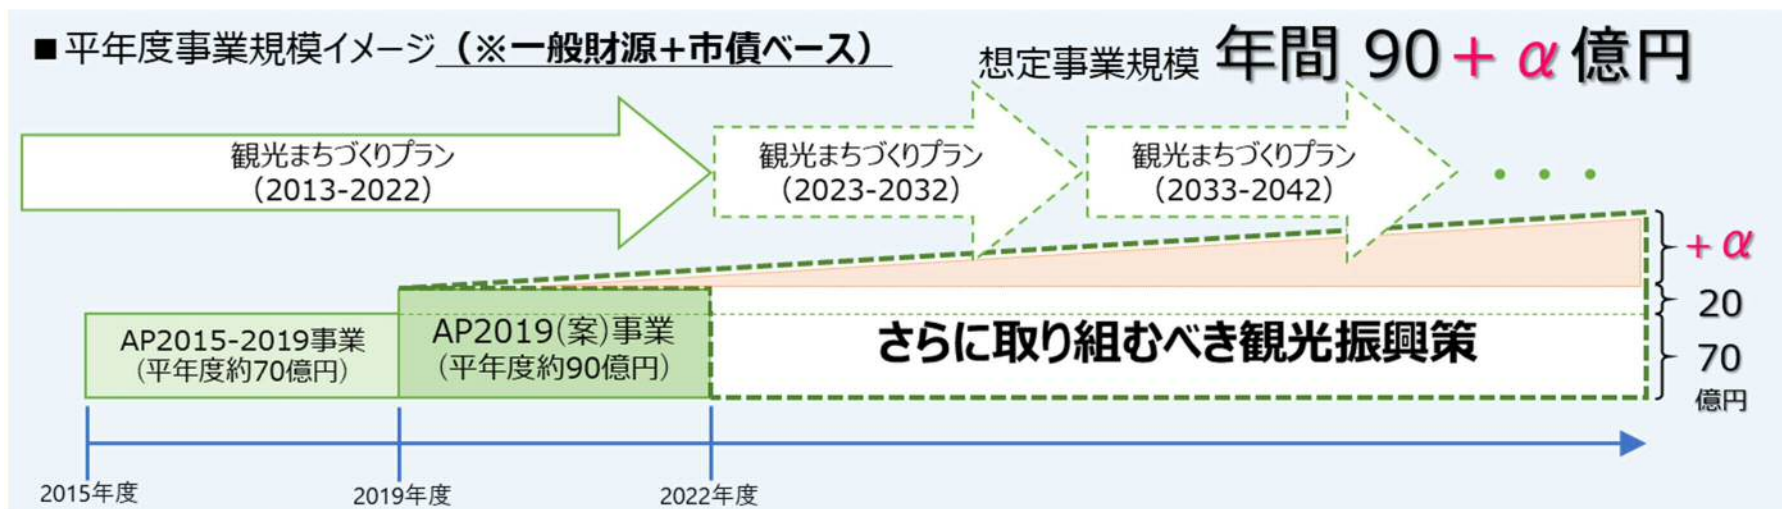 ■平年度事業規模イメージ（※一般財源+市債ベース）
想定事業規模 年間 90+α億円
観光まちづくりプラン
（2013-2022）
観光まちづくりプラン
（2023-2032）
観光まちづくりプラン
（2033-2042）
・・・
+α
20
70
億円
AP2015-2019事業
（平年度約70億円）
AP2019(案)事業
（平年度約90億円）
さらに取り組むべき観光振興策
2015年度
2019年度
2022年度